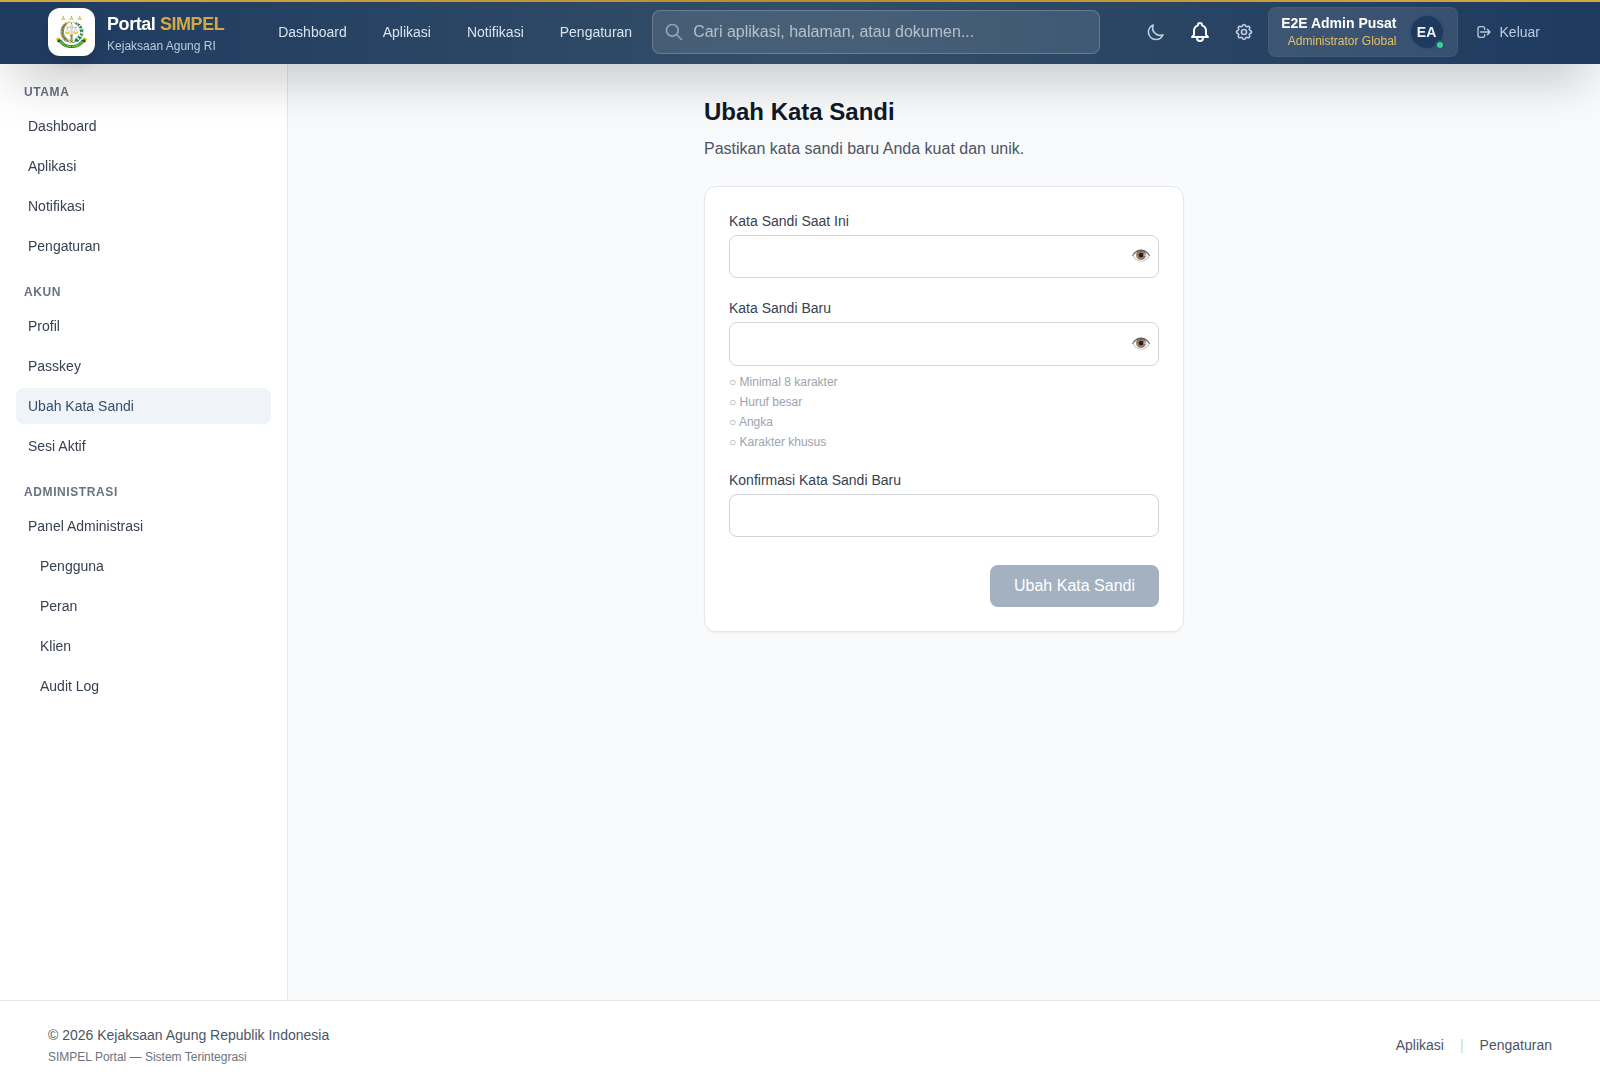 Portal SIMPEL
Kejaksaan Agung RI
Dashboard
Aplikasi
Notifikasi
Pengaturan
Cari aplikasi, halaman, atau dokumen...
E2E Admin Pusat
Administrator Global
EA
Keluar
UTAMA
Dashboard
Aplikasi
Notifikasi
Pengaturan
AKUN
Profil
Passkey
Ubah Kata Sandi
Sesi Aktif
ADMINISTRASI
Panel Administrasi
Pengguna
Peran
Klien
Audit Log
Ubah Kata Sandi
Pastikan kata sandi baru Anda kuat dan unik.
Kata Sandi Saat Ini
Kata Sandi Baru
○ Minimal 8 karakter
○ Huruf besar
○ Angka
○ Karakter khusus
Konfirmasi Kata Sandi Baru
Ubah Kata Sandi
© 2026 Kejaksaan Agung Republik Indonesia
SIMPEL Portal — Sistem Terintegrasi
Aplikasi | Pengaturan